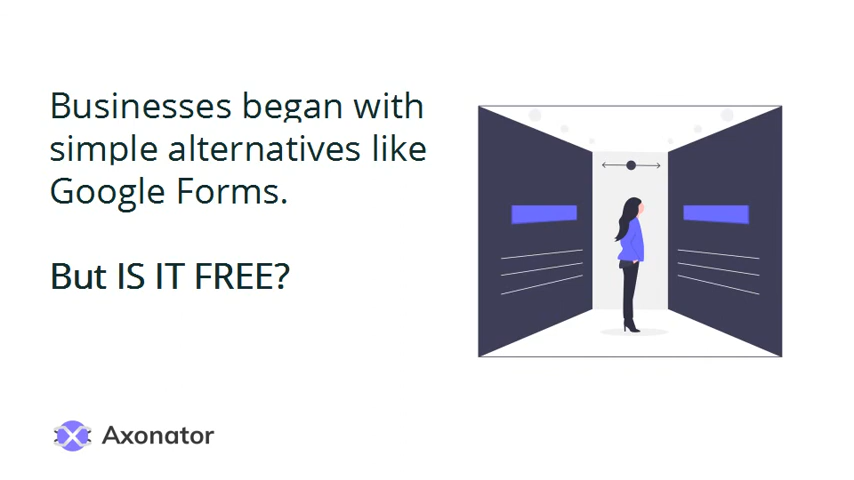 Businesses began with
simple alternatives like
Google Forms.
But IS IT FREE?
Axonator